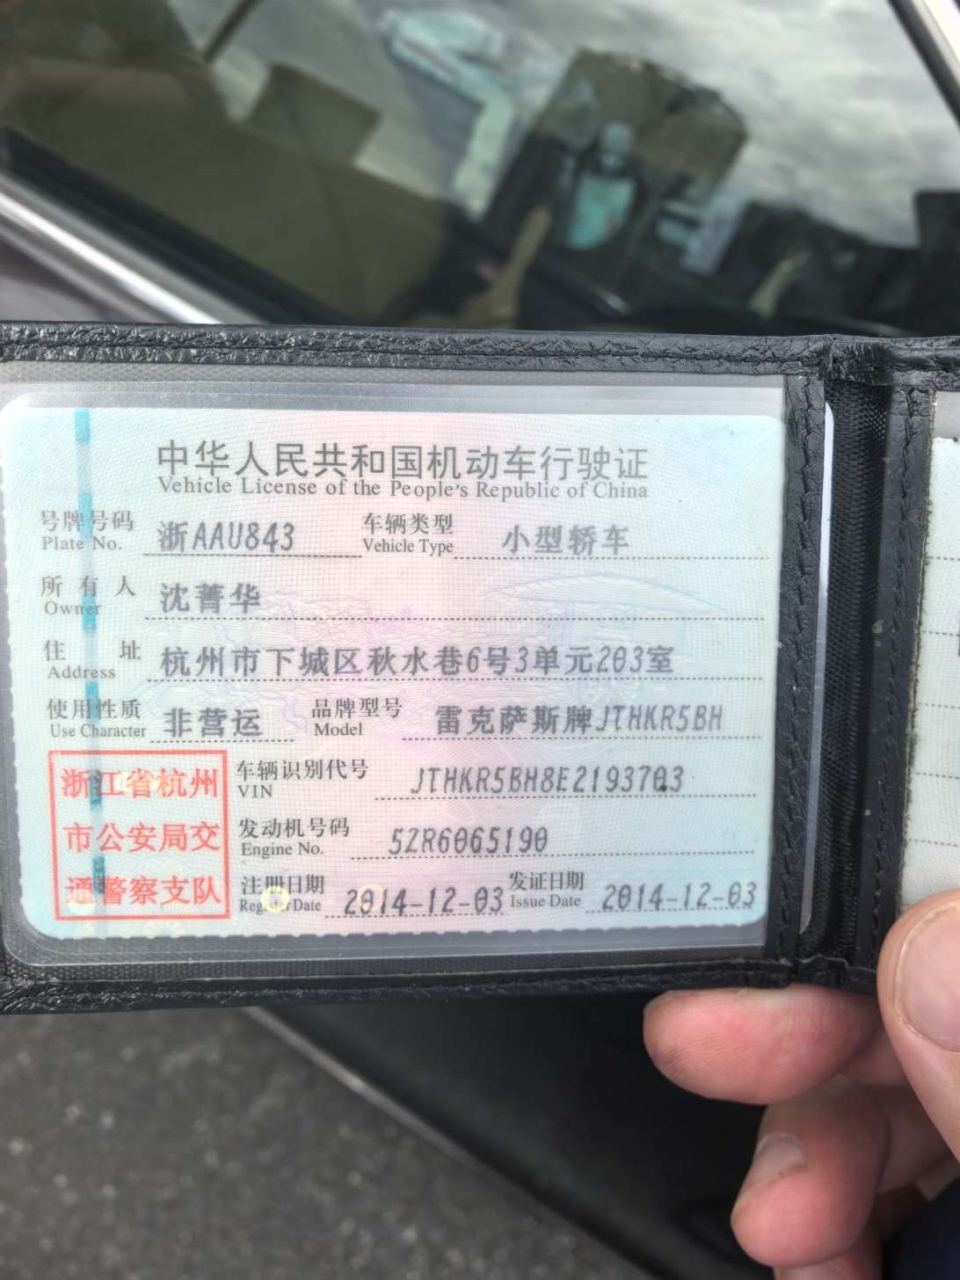 中华人民共和国机动车行驶证
Vehicle License of the People's Republic of China
号牌号码 浙AAU843 车辆类型 小型轿车
Plate No. Vehicle Type
所有人 沈菁华
Owner
住址 杭州市下城区秋水巷6号3单元203室
Address
使用性质 非营运 品牌型号 雷克萨斯牌JTHKR5BH
Use Character Model
浙江省杭州
市公安局交
通警察支队
车辆识别代号 JTHKR5BH8E2193703
VIN
发动机号码 5ZR6065190
Engine No.
注册日期 2014-12-03 发证日期 2014-12-03
Register Date Issue Date